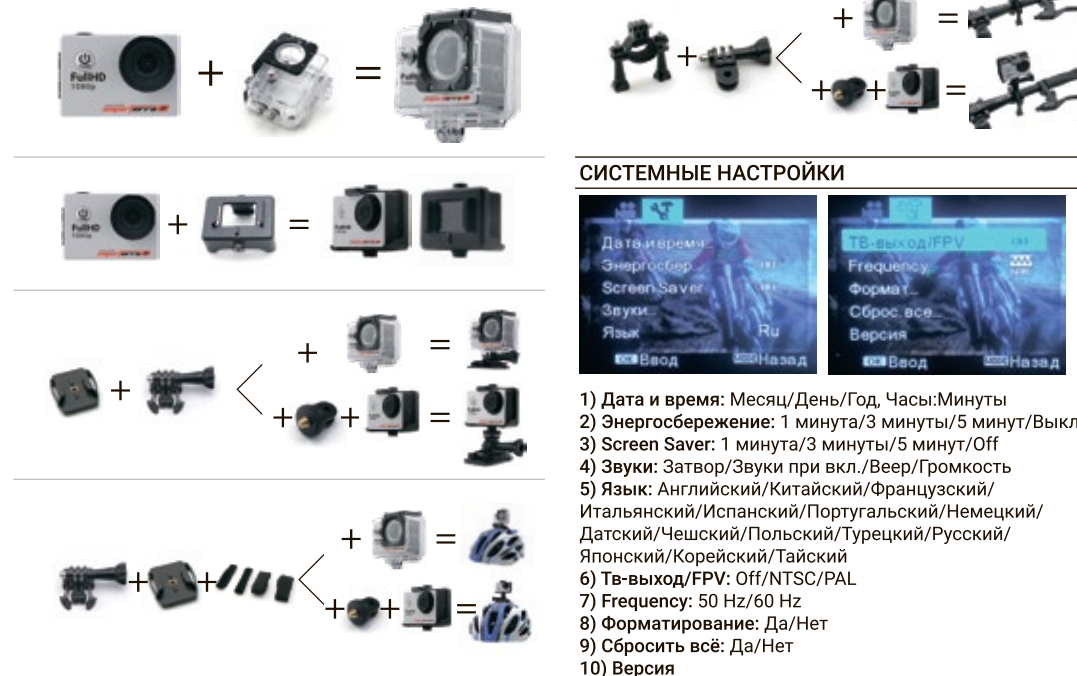 FullHD
1080p
FullHD
1080p
СИСТЕМНЫЕ НАСТРОЙКИ
Дата и время...
Энергосбер...
Screen Saver
Звуки...
Язык Ru
OK Ввод MODE Назад
ТВ-выход/FPV Off
Frequency
Формат...
Сброс. все...
Версия
OK Ввод MODE Назад
1) Дата и время: Месяц/День/Год, Часы:Минуты
2) Энергосбережение: 1 минута/3 минуты/5 минут/Выкл
3) Screen Saver: 1 минута/3 минуты/5 минут/Off
4) Звуки: Затвор/Звуки при вкл./Beep/Громкость
5) Язык: Английский/Китайский/Французский/
Итальянский/Испанский/Португальский/Немецкий/
Датский/Чешский/Польский/Турецкий/Русский/
Японский/Корейский/Тайский
6) Тв-выход/FPV: Off/NTSC/PAL
7) Frequency: 50 Hz/60 Hz
8) Форматирование: Да/Нет
9) Сбросить всё: Да/Нет
10) Версия